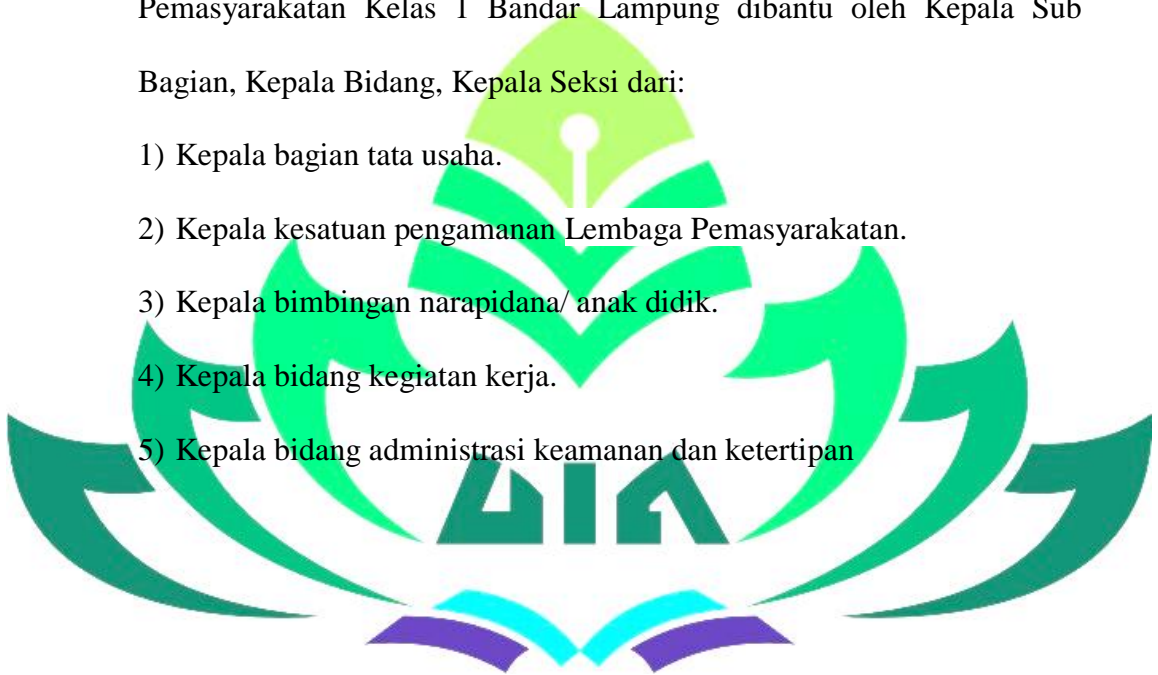 Pemasyarakatan Kelas 1 Bandar Lampung dibantu oleh Kepala Sub
Bagian, Kepala Bidang, Kepala Seksi dari:
1) Kepala bagian tata usaha.
2) Kepala kesatuan pengamanan Lembaga Pemasyarakatan.
3) Kepala bimbingan narapidana/ anak didik.
4) Kepala bidang kegiatan kerja.
5) Kepala bidang administrasi keamanan dan ketertipan
UIN